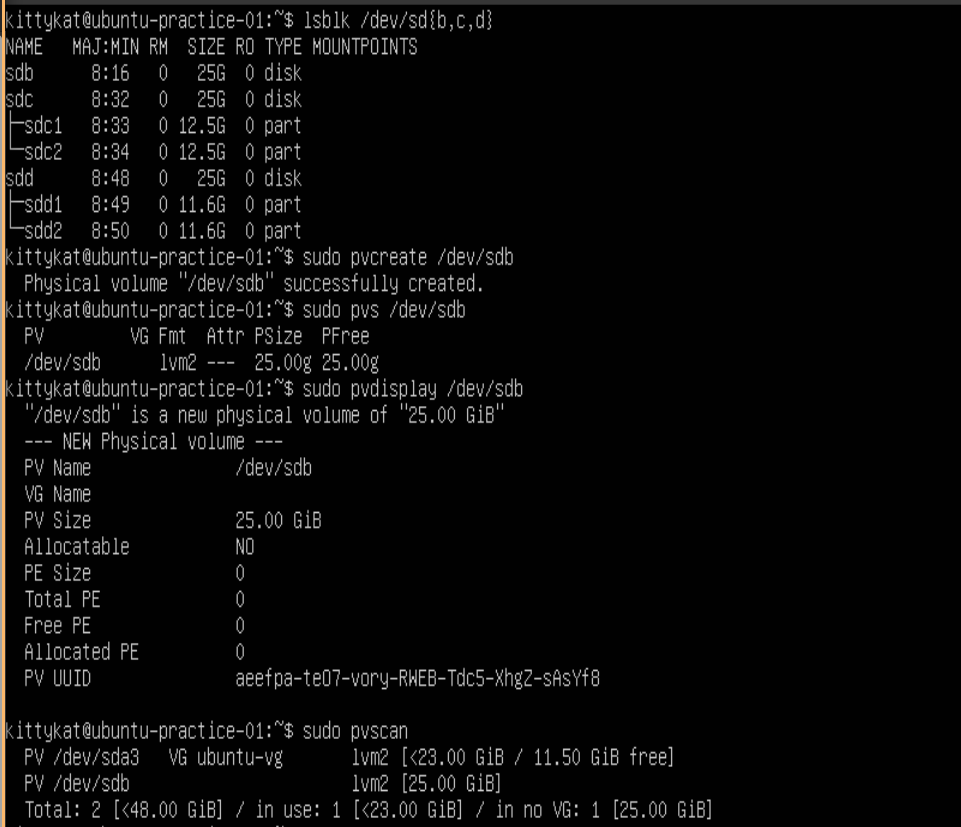 kittykat@ubuntu-practice-01:~$ lsblk /dev/sd{b,c,d}
NAME   MAJ:MIN RM  SIZE RO TYPE MOUNTPOINTS
sdb      8:16   0   25G  0 disk
sdc      8:32   0   25G  0 disk
├─sdc1   8:33   0 12.5G  0 part
└─sdc2   8:34   0 12.5G  0 part
sdd      8:48   0   25G  0 disk
├─sdd1   8:49   0 11.6G  0 part
└─sdd2   8:50   0 11.6G  0 part
kittykat@ubuntu-practice-01:~$ sudo pvcreate /dev/sdb
  Physical volume "/dev/sdb" successfully created.
kittykat@ubuntu-practice-01:~$ sudo pvs /dev/sdb
  PV         VG Fmt  Attr PSize  PFree
  /dev/sdb      lvm2 ---  25.00g 25.00g
kittykat@ubuntu-practice-01:~$ sudo pvdisplay /dev/sdb
  "/dev/sdb" is a new physical volume of "25.00 GiB"
  --- NEW Physical volume ---
  PV Name               /dev/sdb
  VG Name
  PV Size               25.00 GiB
  Allocatable           NO
  PE Size               0
  Total PE              0
  Free PE               0
  Allocated PE          0
  PV UUID               aeefpa-teO7-vory-RWEB-Tdc5-XhgZ-sAsYf8

kittykat@ubuntu-practice-01:~$ sudo pvscan
  PV /dev/sda3   VG ubuntu-vg       lvm2 [<23.00 GiB / 11.50 GiB free]
  PV /dev/sdb                       lvm2 [25.00 GiB]
  Total: 2 [<48.00 GiB] / in use: 1 [<23.00 GiB] / in no VG: 1 [25.00 GiB]